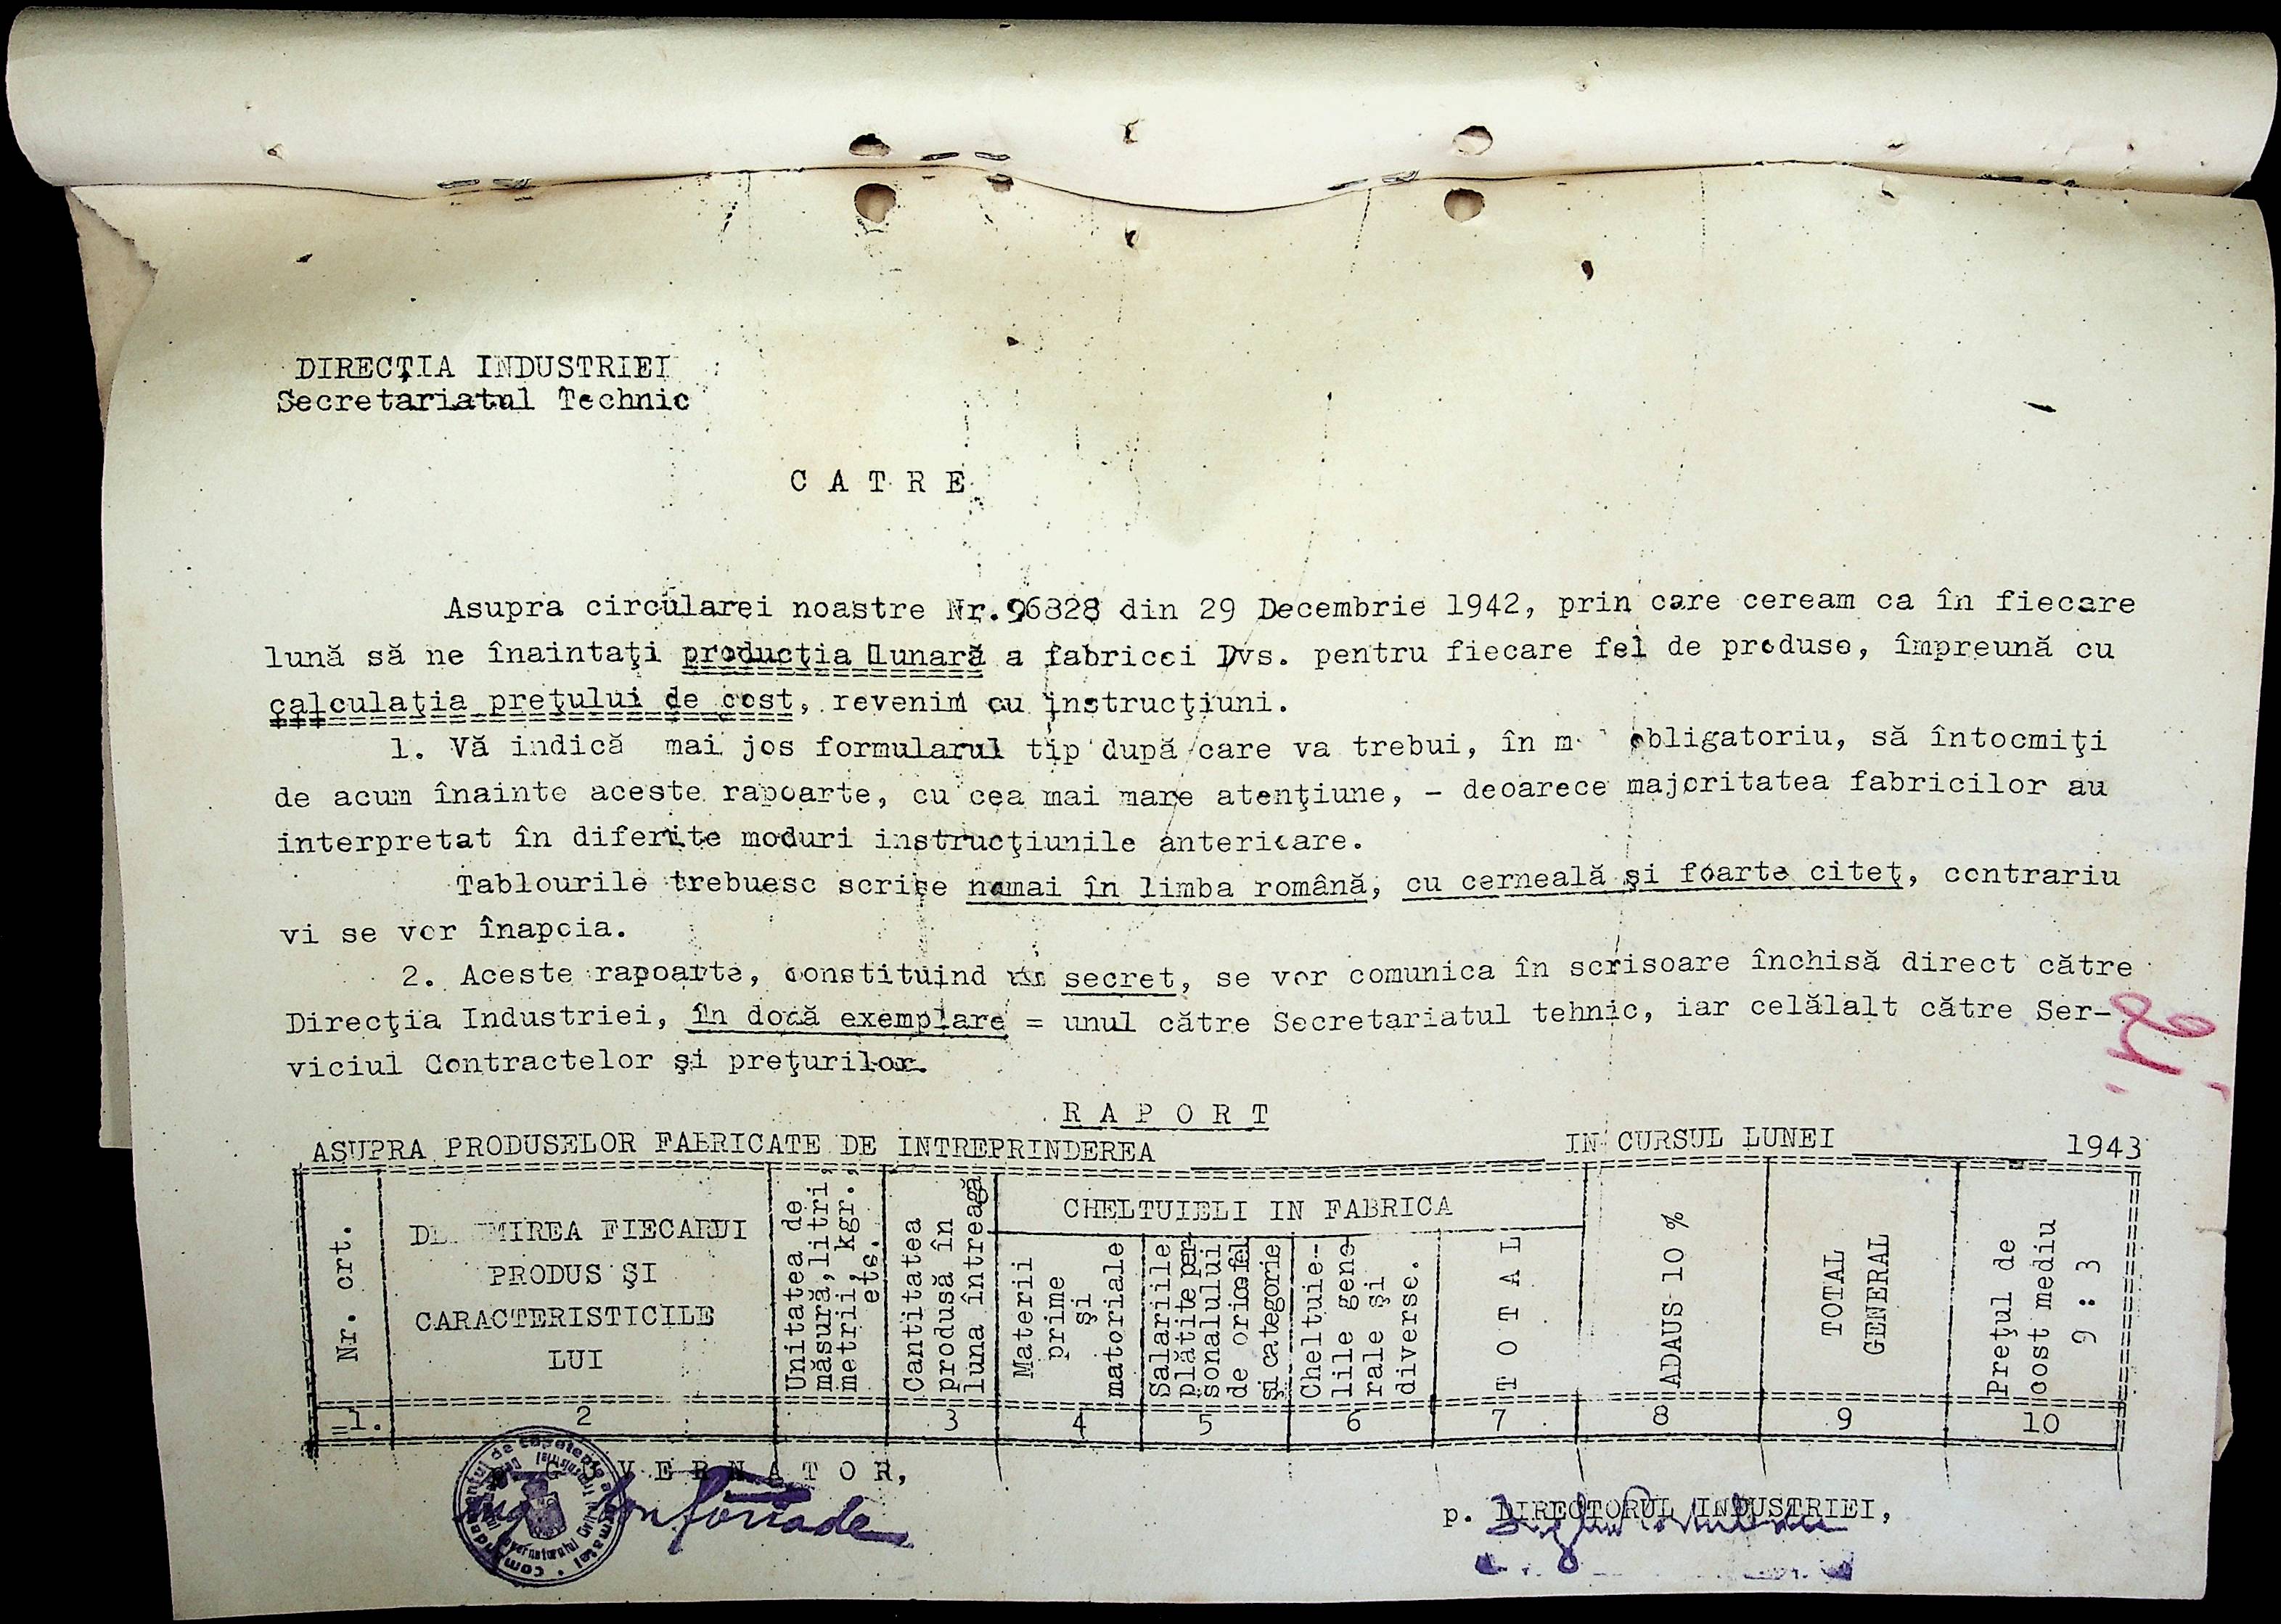 DIRECŢIA INDUSTRIEI
Secretariatul Technic
C A T R E
Asupra circularei noastre Nr.96828 din 29 Decembrie 1942, prin care ceream ca în fiecare
lună să ne înaintaţi producţia lunară a fabricei Dvs. pentru fiecare fel de produse, împreună cu
calculaţia preţului de cost, revenim cu instrucţiuni.
1. Vă indică mai jos formularul tip după care va trebui, în obligatoriu, să întocmiţi
de acum înainte aceste rapoarte, cu cea mai mare atenţiune, - deoarece majoritatea fabricilor au
interpretat în diferite moduri instrucţiunile anterioare.
Tablourile trebuesc scrise numai în limba română, cu cerneală şi foarte citeţ, contrariu
vi se vor înapoia.
2. Aceste rapoarte, constituind un secret, se vor comunica în scrisoare închisă direct către
Direcţia Industriei, în două exemplare = unul către Secretariatul tehnic, iar celălalt către Ser-
viciul Contractelor şi preţurilor.
R A P O R T
ASUPRA PRODUSELOR FABRICATE DE INTREPRINDEREA IN CURSUL LUNEI 1943
Nr. crt.
FIECARUI
PRODUS ŞI
CARACTERISTICILE
LUI
Unitatea de
măsură,litri,
metrii, kgr.,
etc.
Cantitatea
produsă în
luna întreagă
CHELTUIELI IN FABRICA
Materii
prime
şi
matoriale
Salariile
plătite per-
sonalului
de orice fel
şi categorie
Cheltuie-
lile gene-
rale şi
diverse.
T O T A L
ADAUS 10 %
TOTAL
GENERAL
Preţul de
cost mediu
9 : 3
1. 2 3 4 5 6 7 8 9 10
G U V E R N A T O R,
p. DIRECTORUL INDUSTRIEI,